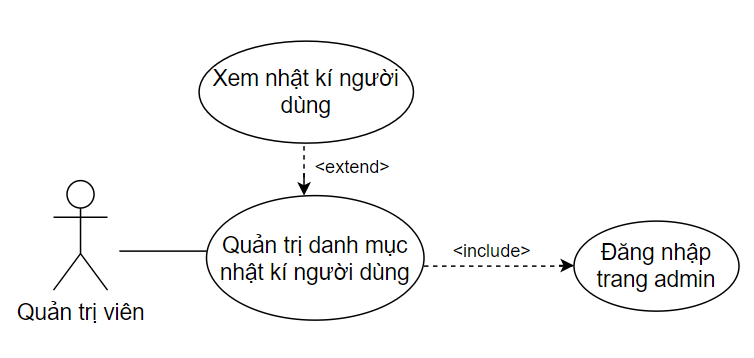 Xem nhật kí người
dùng
<extend>
Quản trị danh mục
nhật kí người dùng
<include>
Đăng nhập
trang admin
Quản trị viên